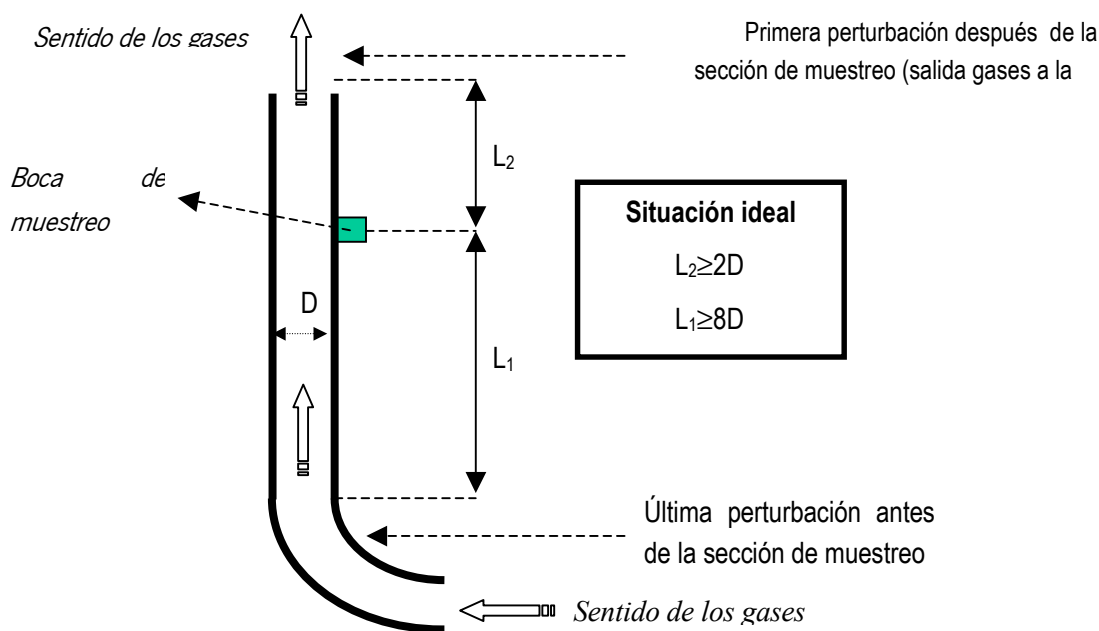 Sentido de los gases
Primera perturbación después de la
sección de muestreo (salida gases a la
L2
Boca de
muestreo
Situación ideal
L2≥2D
L1≥8D
D
L1
Última perturbación antes
de la sección de muestreo
Sentido de los gases